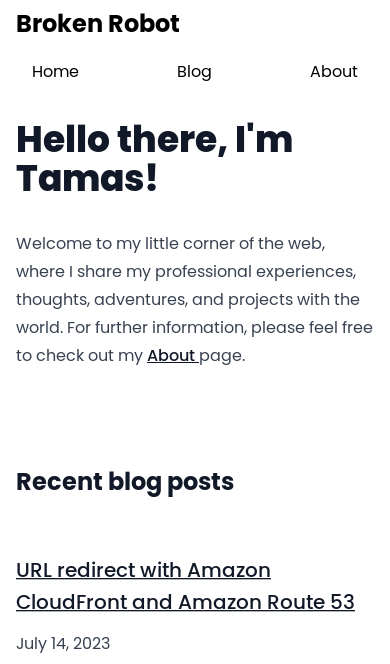 Broken Robot
Home Blog About
Hello there, I'm
Tamas!
Welcome to my little corner of the web,
where I share my professional experiences,
thoughts, adventures, and projects with the
world. For further information, please feel free
to check out my About page.
Recent blog posts
URL redirect with Amazon
CloudFront and Amazon Route 53
July 14, 2023